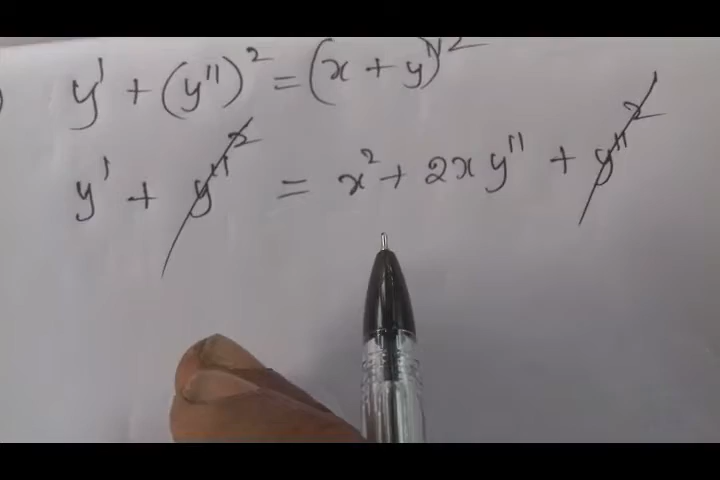 ) y' + (y'')² = (x + y'')²
y' + y''² = x² + 2xy'' + y''²